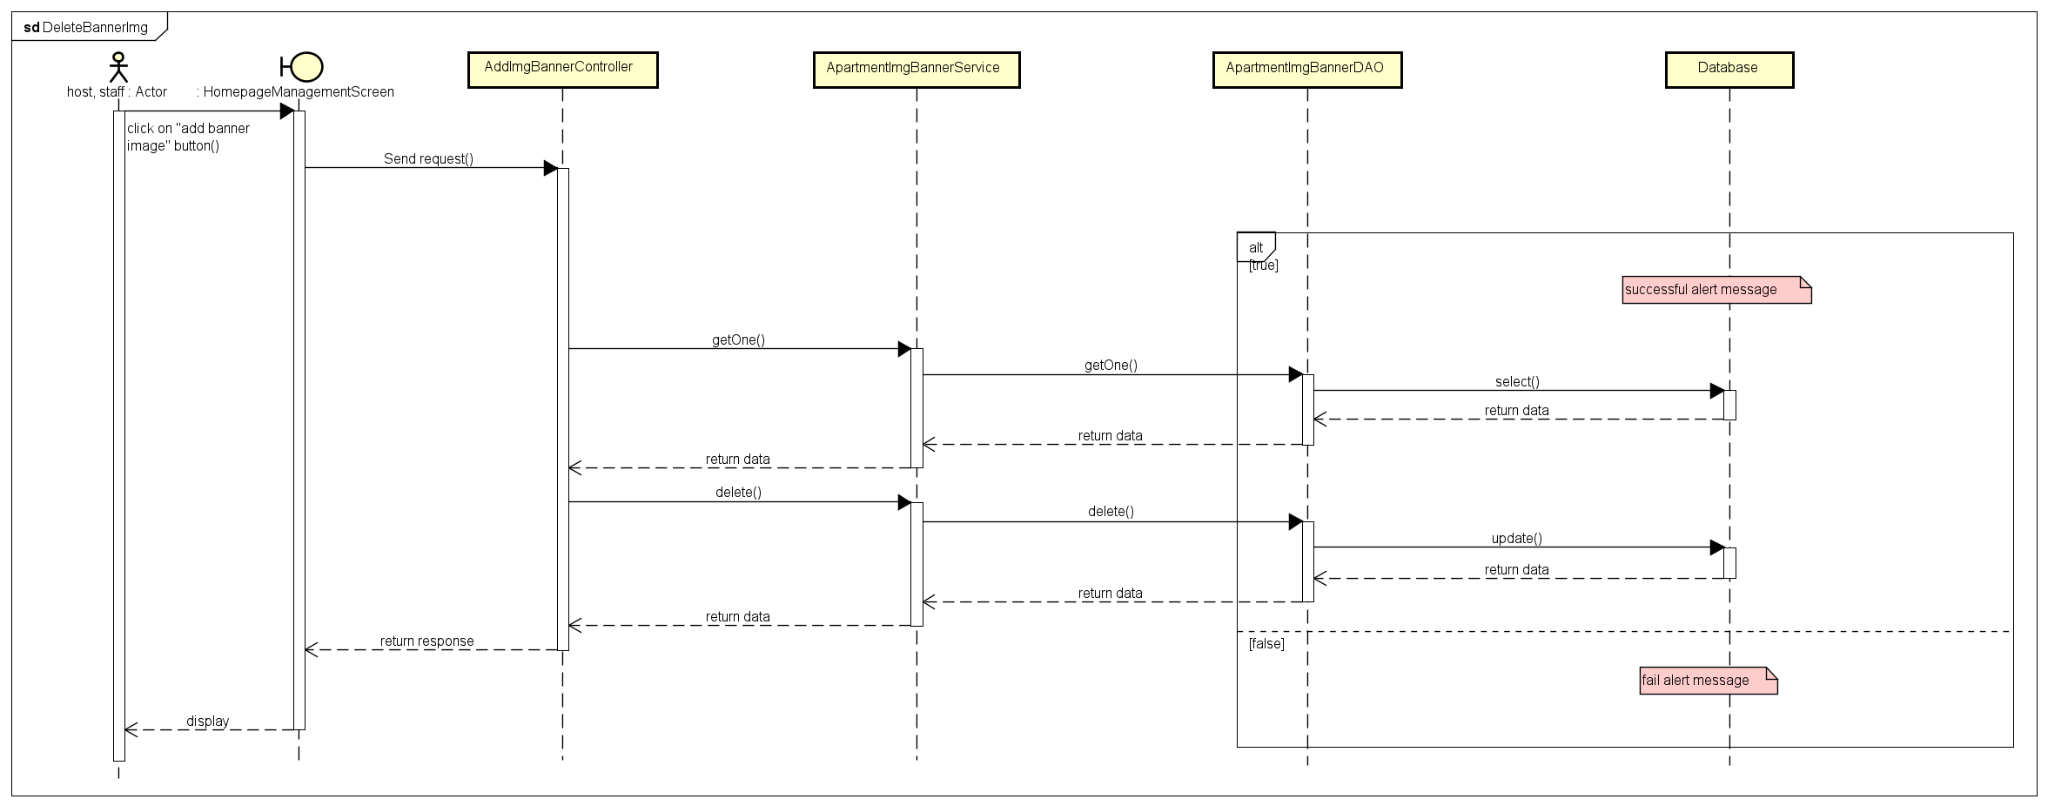 sd DeleteBannerImg
host, staff : Actor
: HomepageManagementScreen
AddImgBannerController
ApartmentImgBannerService
ApartmentImgBannerDAO
Database
click on "add banner
image" button()
Send request()
alt
[true]
successful alert message
getOne()
getOne()
select()
return data
return data
return data
delete()
delete()
update()
return data
return data
return data
return response
[false]
fail alert message
display